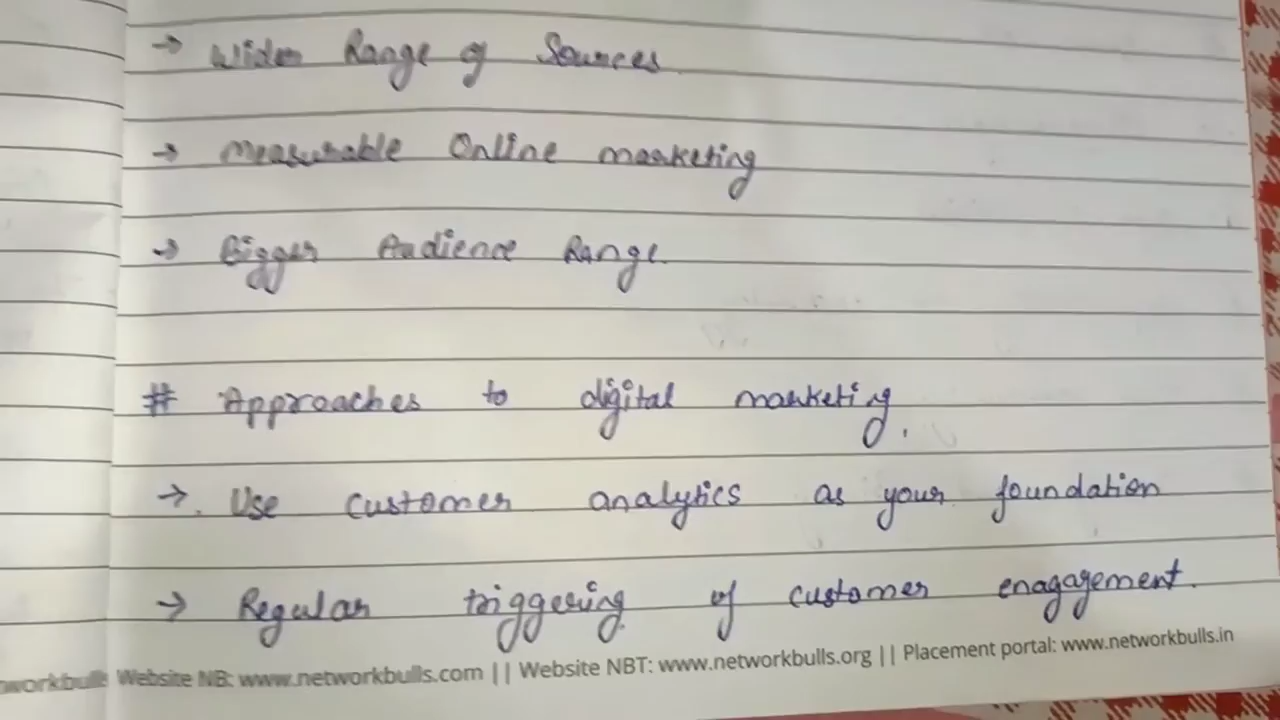 → Wider Range of Sources
→ Measurable Online marketing
→ Bigger Audience Range.
# Approaches to digital marketing.
→. Use customer analytics as your foundation
→ Regular triggering of customer enagagement.
tworkbulls Website NB: www.networkbulls.com || Website NBT: www.networkbulls.org || Placement portal: www.networkbulls.in